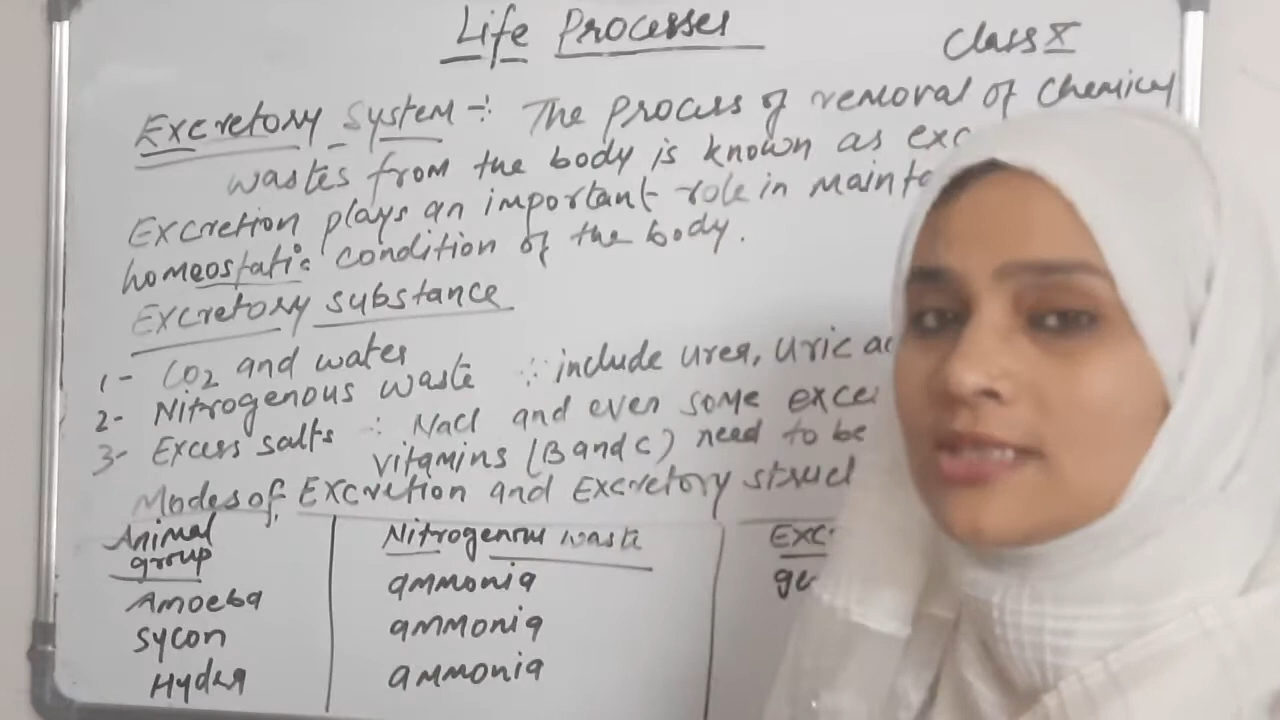 Life Processes
Class X
Excretory System -: The process of removal of chemical
wastes from the body is known as exc
Excretion plays an important role in mainta
homeostatic condition of the body.
Excretory substance
1- CO2 and water
2- Nitrogenous waste :: include urea, uric ac
3- Excess salts : Nacl and even some exce
vitamins (B and C) need to be
Modes of Excretion and Excretory struct
Animal group
Nitrogenous waste
Exc
Amoeba
ammonia
ge
Sycon
ammonia
Hydra
ammonia